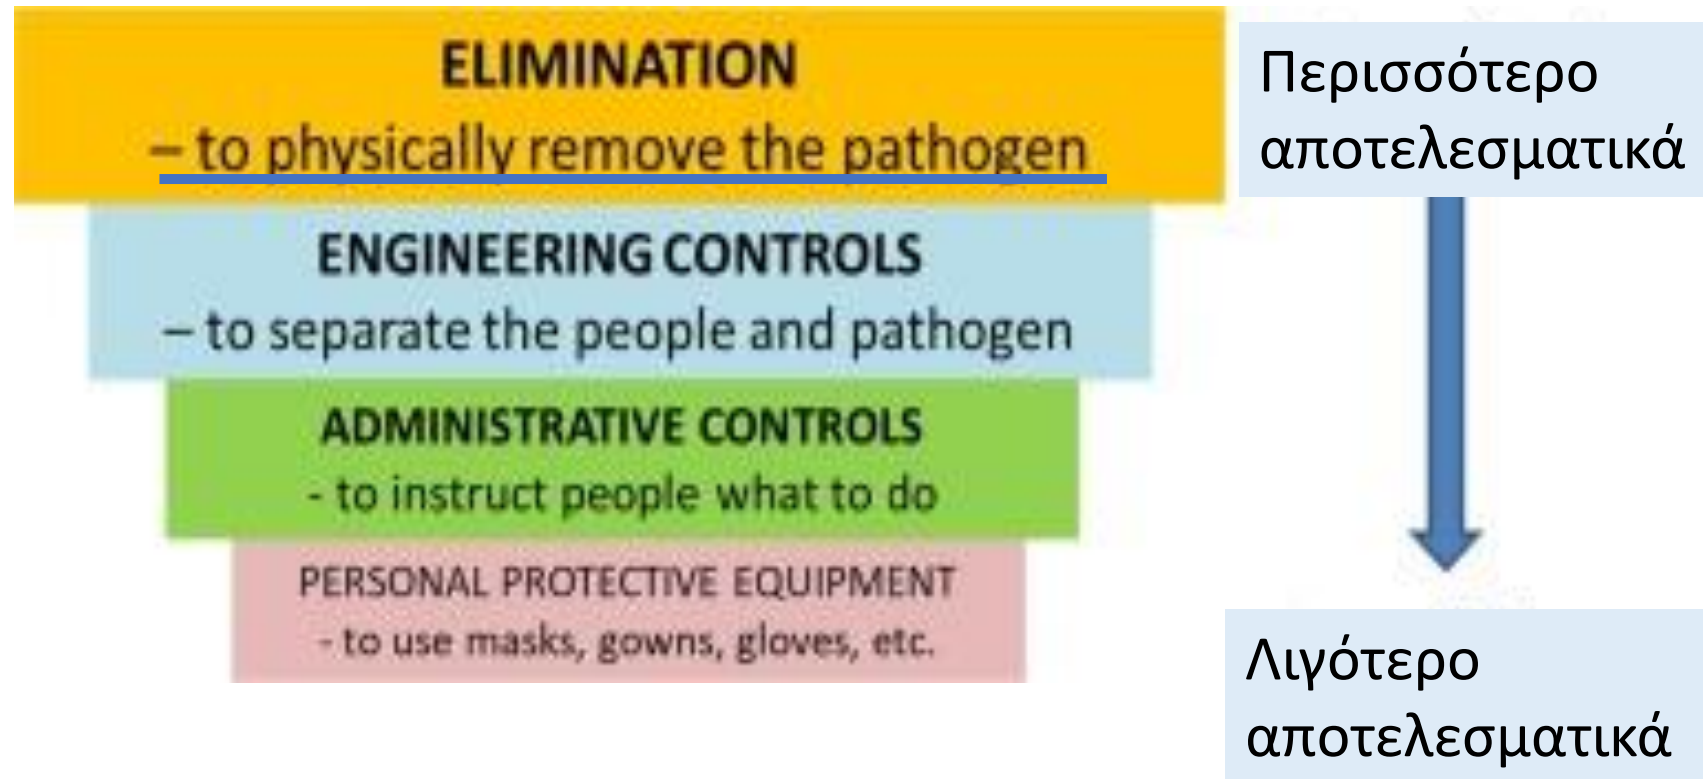 ELIMINATION
– to physically remove the pathogen
Περισσότερο
αποτελεσματικά
ENGINEERING CONTROLS
– to separate the people and pathogen
ADMINISTRATIVE CONTROLS
- to instruct people what to do
PERSONAL PROTECTIVE EQUIPMENT
- to use masks, gowns, gloves, etc.
Λιγότερο
αποτελεσματικά